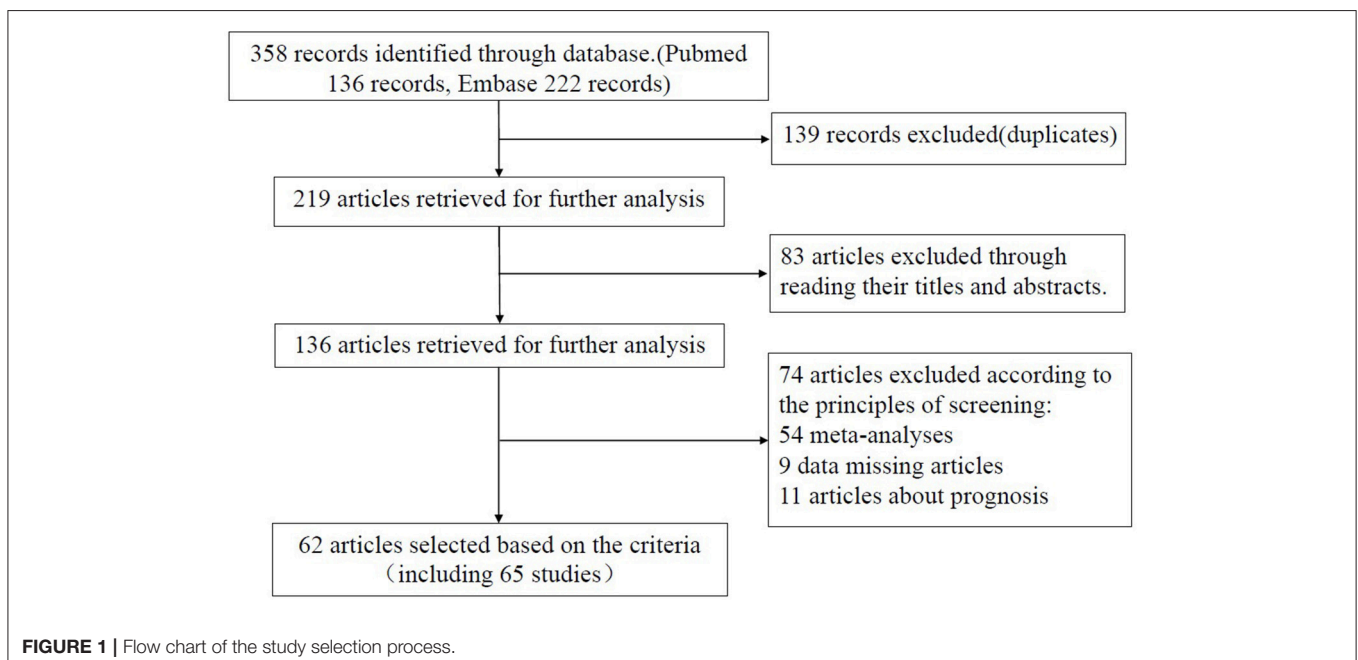 358 records identified through database.(Pubmed
136 records, Embase 222 records)
139 records excluded(duplicates)
219 articles retrieved for further analysis
83 articles excluded through
reading their titles and abstracts.
136 articles retrieved for further analysis
74 articles excluded according to
the principles of screening:
54 meta-analyses
9 data missing articles
11 articles about prognosis
62 articles selected based on the criteria
（including 65 studies）
FIGURE 1 | Flow chart of the study selection process.